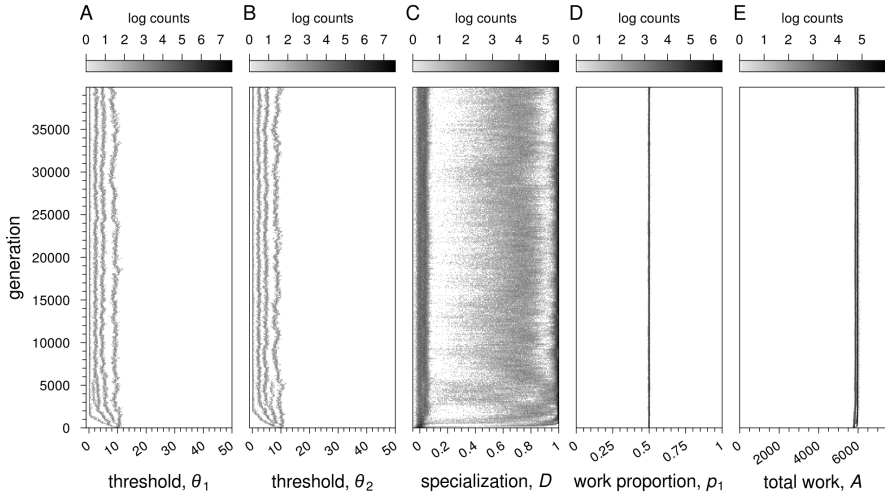 A B C D E
log counts log counts log counts log counts log counts
0 1 2 3 4 5 6 7 0 1 2 3 4 5 6 7 0 1 2 3 4 5 0 1 2 3 4 5 6 0 1 2 3 4 5
35000
30000
25000
20000
15000
10000
5000
0
generation
0 10 20 30 40 50 0 10 20 30 40 50 0 0.2 0.4 0.6 0.8 1 0 0.25 0.5 0.75 1 0 2000 4000 6000
threshold, θ1 threshold, θ2 specialization, D work proportion, p1 total work, A